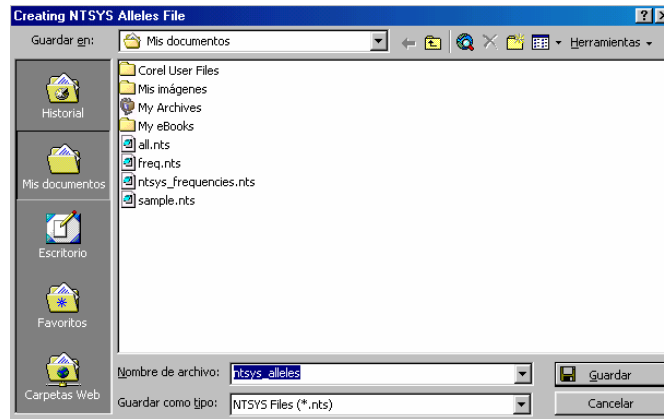 Creating NTSYS Alleles File
Guardar en: Mis documentos Herramientas
Historial
Mis documentos
Escritorio
Favoritos
Carpetas Web
Corel User Files
Mis imágenes
My Archives
My eBooks
all.nts
freq.nts
ntsys_frequencies.nts
sample.nts
Nombre de archivo: ntsys_alleles Guardar
Guardar como tipo: NTSYS Files (*.nts) Cancelar